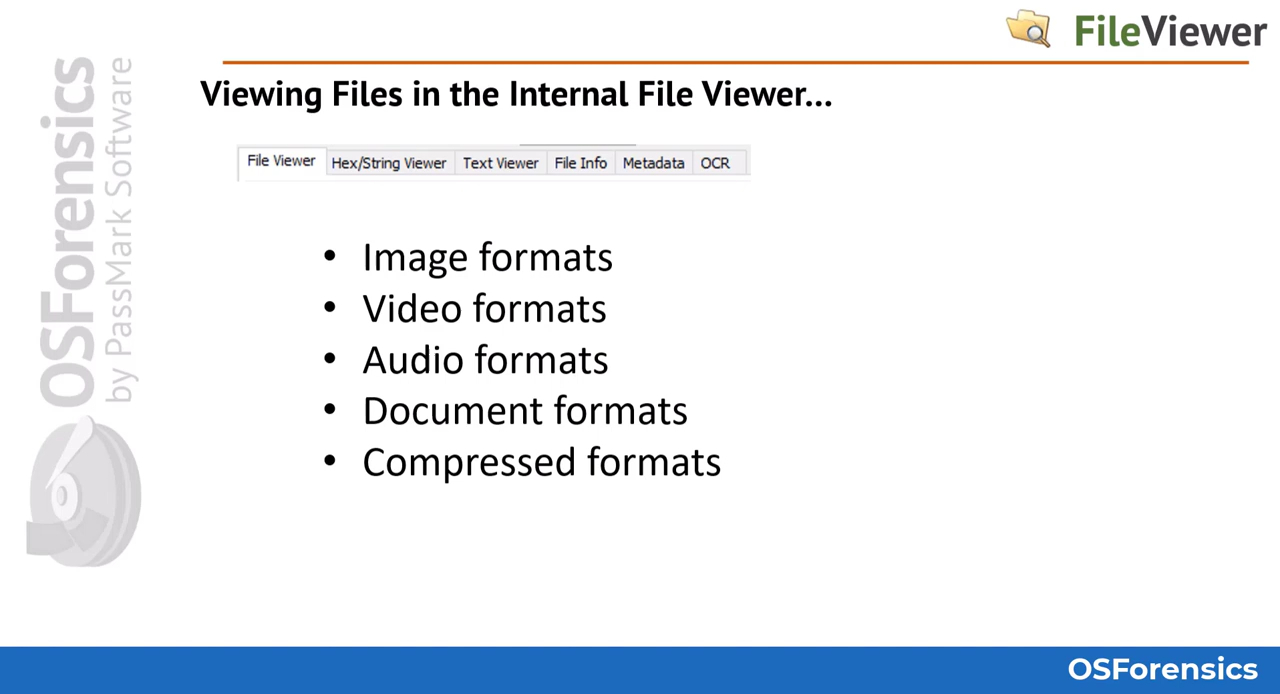 FileViewer
Viewing Files in the Internal File Viewer...
File Viewer Hex/String Viewer Text Viewer File Info Metadata OCR
• Image formats
• Video formats
• Audio formats
• Document formats
• Compressed formats
OSForensics
by PassMark Software
OSForensics